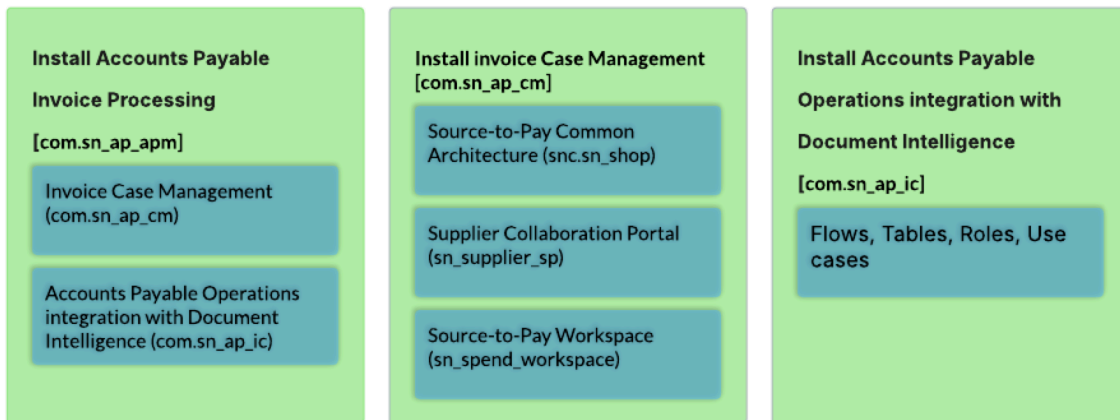 Install Accounts Payable
Invoice Processing
[com.sn_ap_apm]
Invoice Case Management
(com.sn_ap_cm)
Accounts Payable Operations
integration with Document
Intelligence (com.sn_ap_ic)
Install invoice Case Management
[com.sn_ap_cm]
Source-to-Pay Common
Architecture (snc.sn_shop)
Supplier Collaboration Portal
(sn_supplier_sp)
Source-to-Pay Workspace
(sn_spend_workspace)
Install Accounts Payable
Operations integration with
Document Intelligence
[com.sn_ap_ic]
Flows, Tables, Roles, Use
cases